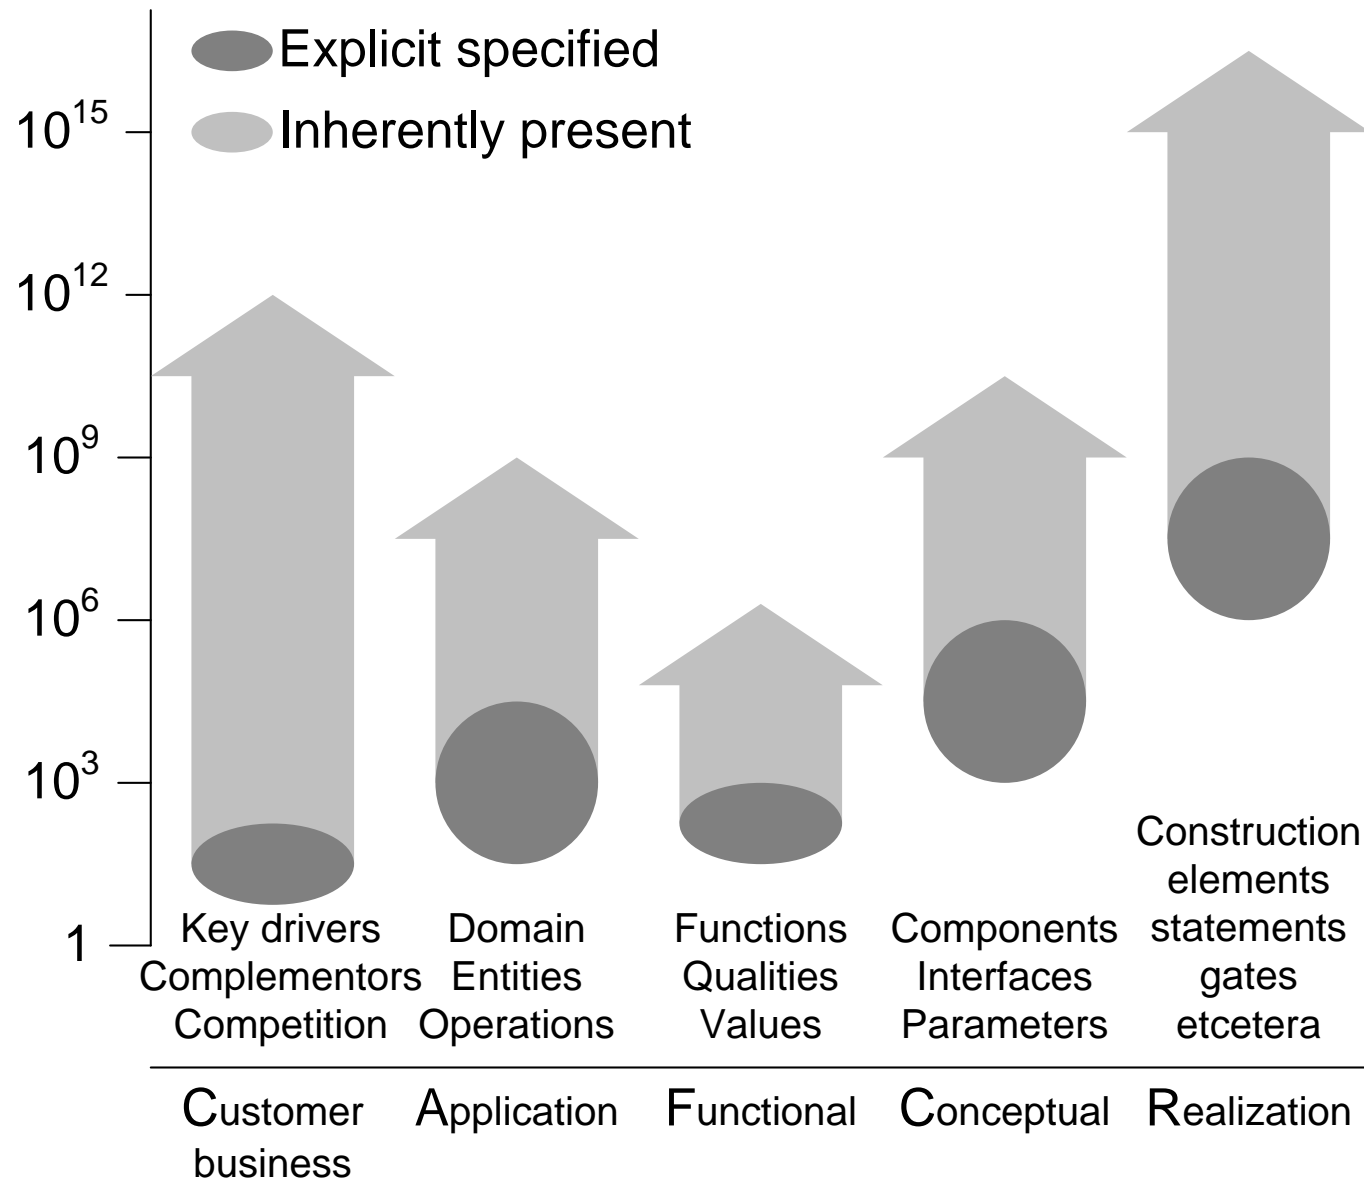 Explicit specified
Inherently present
10^15
10^12
10^9
10^6
10^3
1
Key drivers
Complementors
Competition
Domain
Entities
Operations
Functions
Qualities
Values
Components
Interfaces
Parameters
Construction
elements
statements
gates
etcetera
Customer
business
Application
Functional
Conceptual
Realization